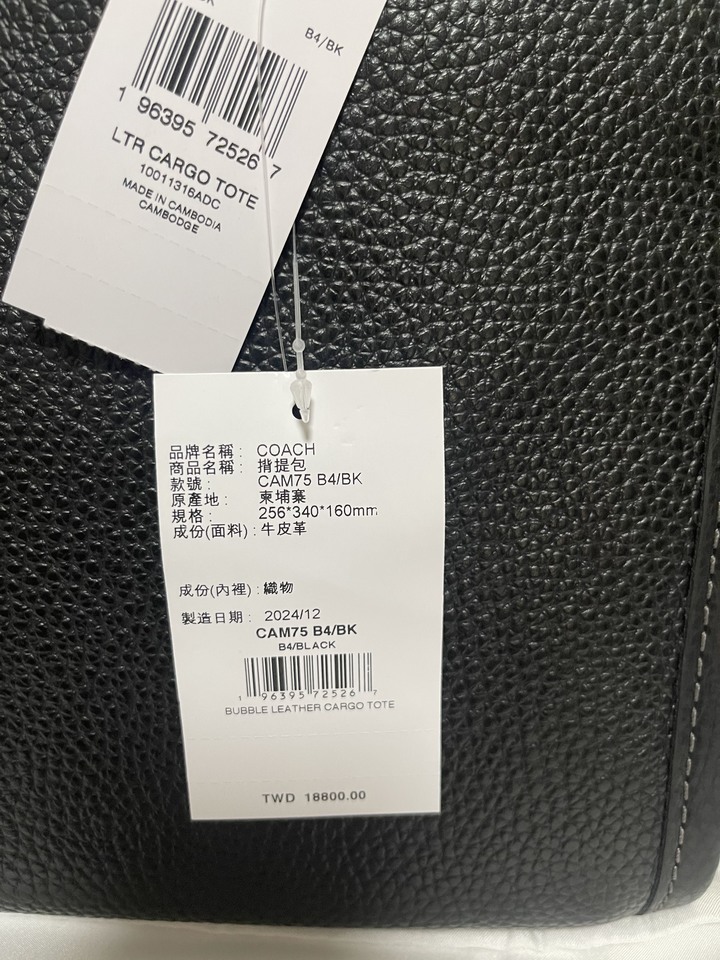 B4/BK
1 96395 72526 7
LTR CARGO TOTE
10011316ADC
MADE IN CAMBODIA
CAMBODGE
品牌名稱: COACH
商品名稱: 揹提包
款號: CAM75 B4/BK
原產地: 柬埔寨
規格: 256*340*160mm
成份(面料): 牛皮革
成份(內裡): 織物
製造日期: 2024/12
CAM75 B4/BK
B4/BLACK
1 96395 72526 7
BUBBLE LEATHER CARGO TOTE
TWD 18800.00